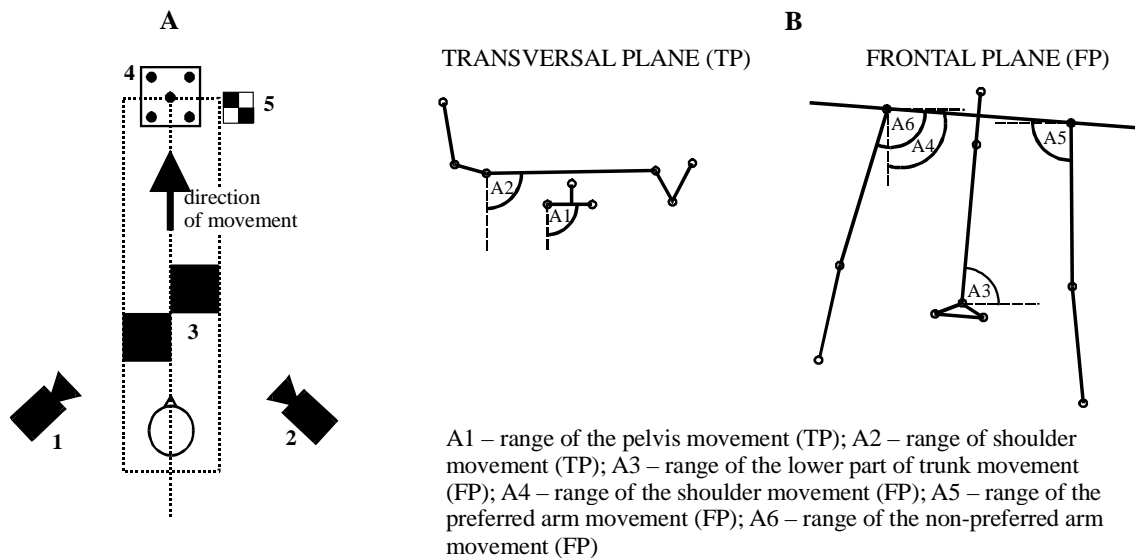 A
4
5
direction
of movement
3
1
2
B
TRANSVERSAL PLANE (TP)
FRONTAL PLANE (FP)
A2
A1
A6
A4
A5
A3
A1 – range of the pelvis movement (TP); A2 – range of shoulder
movement (TP); A3 – range of the lower part of trunk movement
(FP); A4 – range of the shoulder movement (FP); A5 – range of the
preferred arm movement (FP); A6 – range of the non-preferred arm
movement (FP)